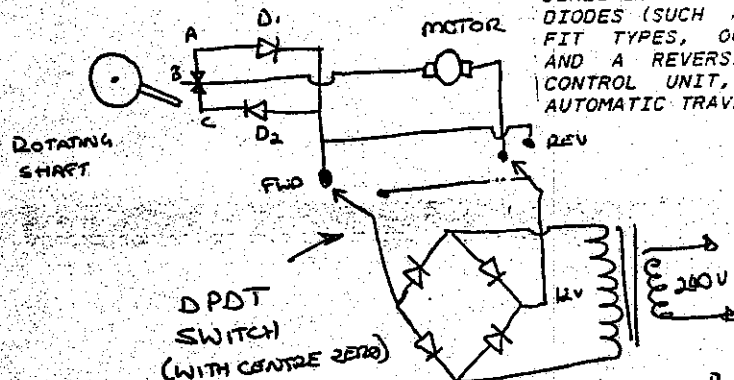 DIODES (SUCH
FIT TYPES,
AND A REVERS
CONTROL UNIT,
AUTOMATIC TRAV
A
D1
MOTOR
B
C
D2
ROTATING
SHAFT
REV
FWD
DPDT
SWITCH
(WITH CENTRE ZERO)
12V